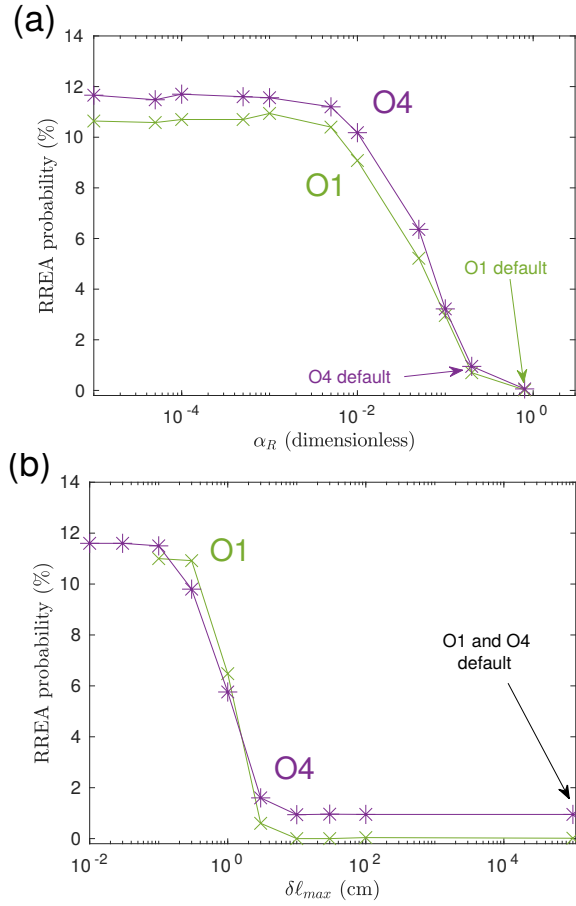 (a)
14
12
10
8
6
4
2
0
RREA probability (%)
O4
O1
O1 default
O4 default
10^-4
10^-2
10^0
α_R (dimensionless)
(b)
14
12
10
8
6
4
2
0
RREA probability (%)
O1
O1 and O4
default
O4
10^-2
10^0
10^2
10^4
δℓ_max (cm)